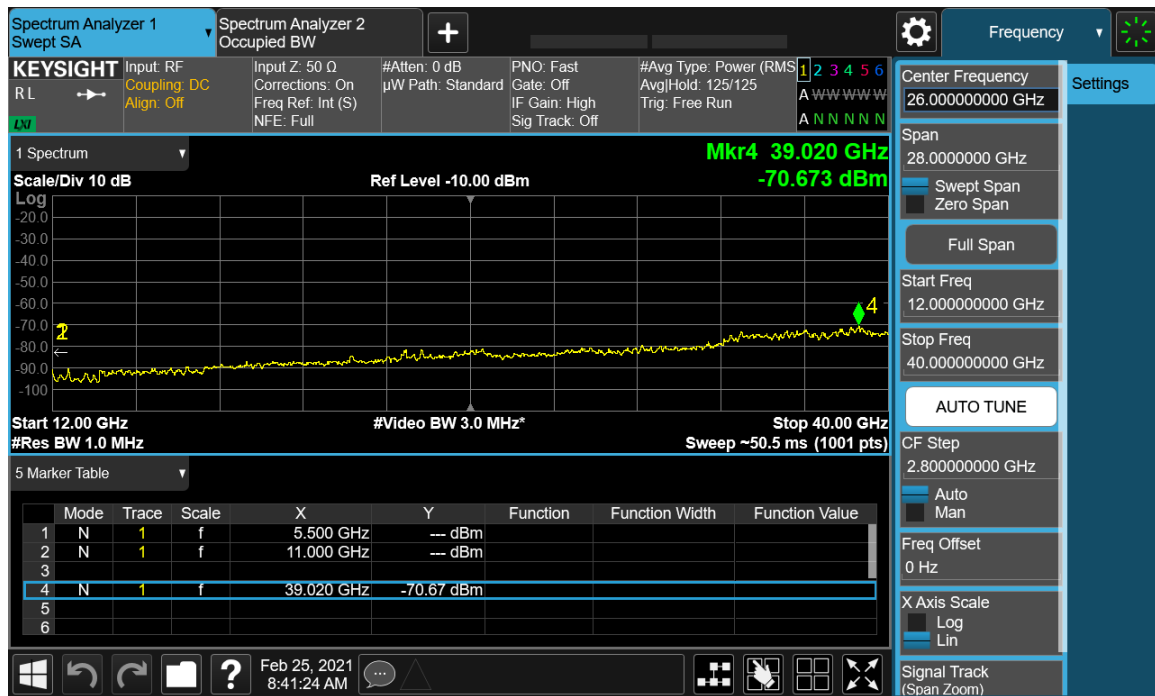 Spectrum Analyzer 1
Swept SA
Spectrum Analyzer 2
Occupied BW
Frequency
KEYSIGHT
R L
LXI
Input: RF
Coupling: DC
Align: Off
Input Z: 50 Ω
Corrections: On
Freq Ref: Int (S)
NFE: Full
#Atten: 0 dB
µW Path: Standard
PNO: Fast
Gate: Off
IF Gain: High
Sig Track: Off
#Avg Type: Power (RMS
Avg|Hold: 125/125
Trig: Free Run
1 2 3 4 5 6
A W W W W W
A N N N N N
1 Spectrum
Mkr4 39.020 GHz
-70.673 dBm
Scale/Div 10 dB
Ref Level -10.00 dBm
Log
-20.0
-30.0
-40.0
-50.0
-60.0
-70.0
-80.0
-90.0
-100
2
4
Start 12.00 GHz
#Video BW 3.0 MHz*
Stop 40.00 GHz
#Res BW 1.0 MHz
Sweep ~50.5 ms (1001 pts)
5 Marker Table
Mode Trace Scale X Y Function Function Width Function Value
1 N 1 f 5.500 GHz --- dBm
2 N 1 f 11.000 GHz --- dBm
3
4 N 1 f 39.020 GHz -70.67 dBm
5
6
Feb 25, 2021
8:41:24 AM
?
Center Frequency
26.000000000 GHz
Settings
Span
28.0000000 GHz
Swept Span
Zero Span
Full Span
Start Freq
12.000000000 GHz
Stop Freq
40.000000000 GHz
AUTO TUNE
CF Step
2.800000000 GHz
Auto
Man
Freq Offset
0 Hz
X Axis Scale
Log
Lin
Signal Track
(Span Zoom)